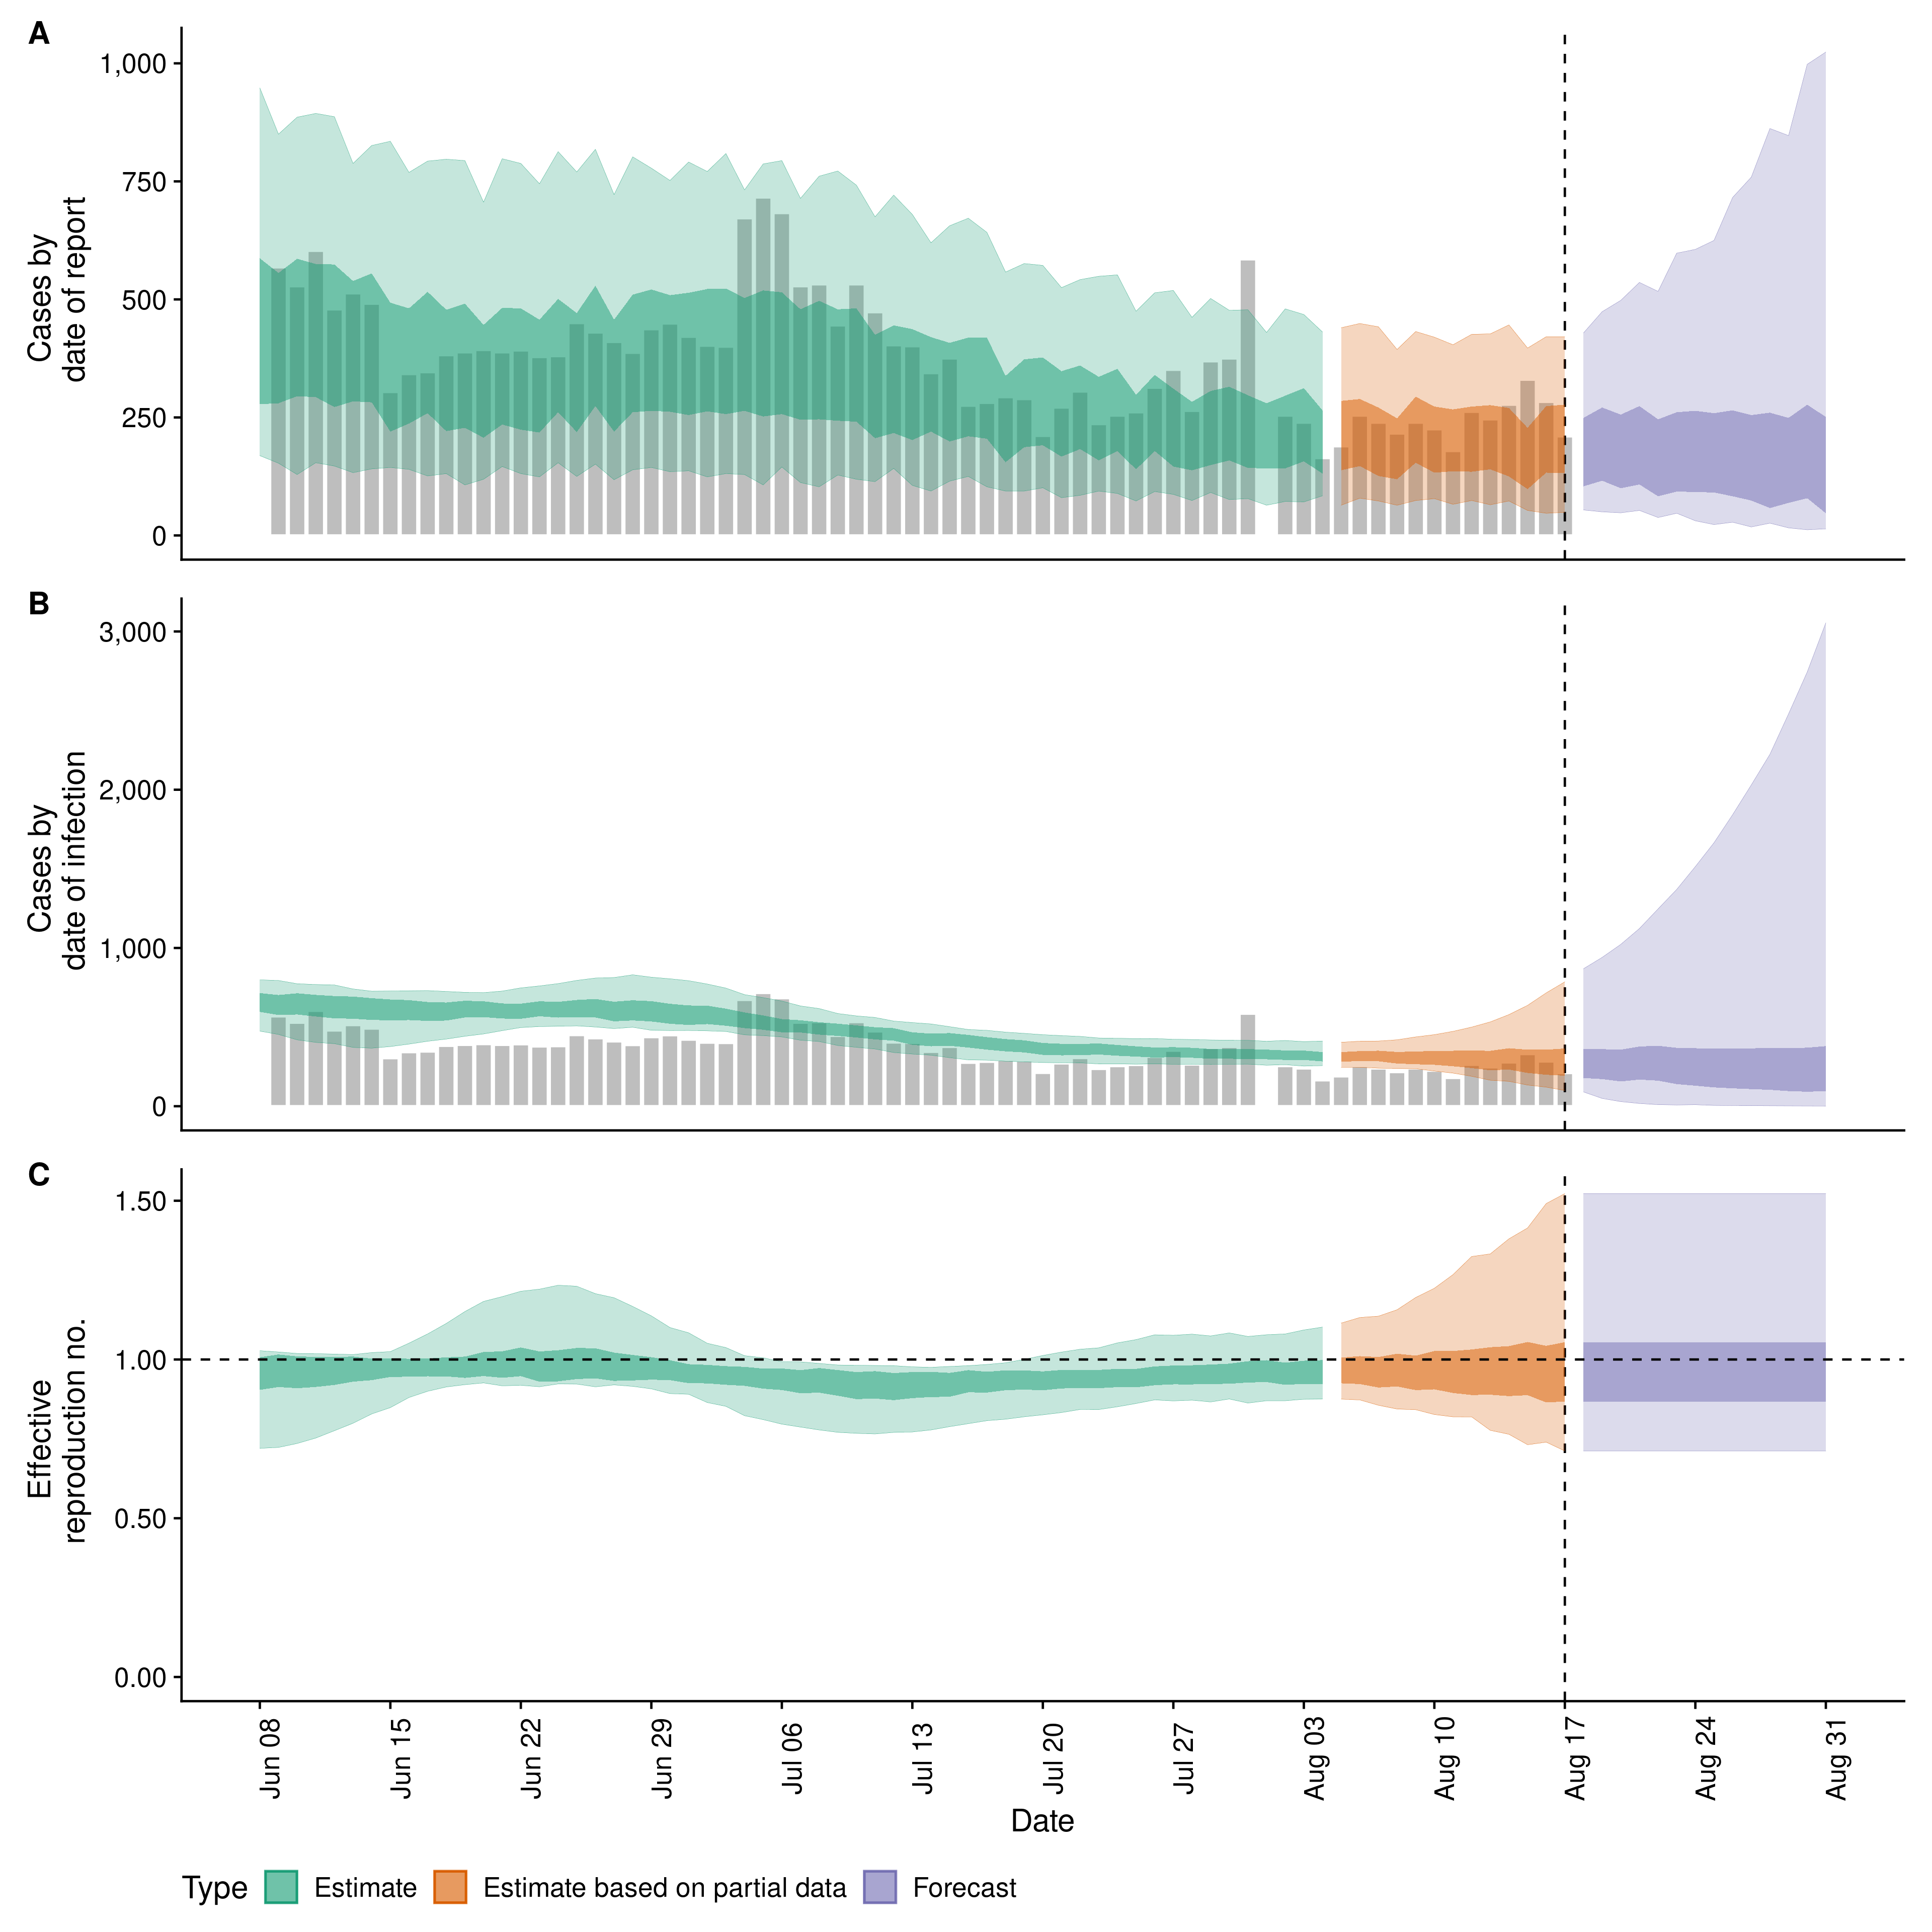 A
Cases by
date of report
1,000
750
500
250
0
B
Cases by
date of infection
3,000
2,000
1,000
0
C
Effective
reproduction no.
1.50
1.00
0.50
0.00
Jun 08
Jun 15
Jun 22
Jun 29
Jul 06
Jul 13
Jul 20
Jul 27
Aug 03
Aug 10
Aug 17
Aug 24
Aug 31
Date
Type Estimate Estimate based on partial data Forecast